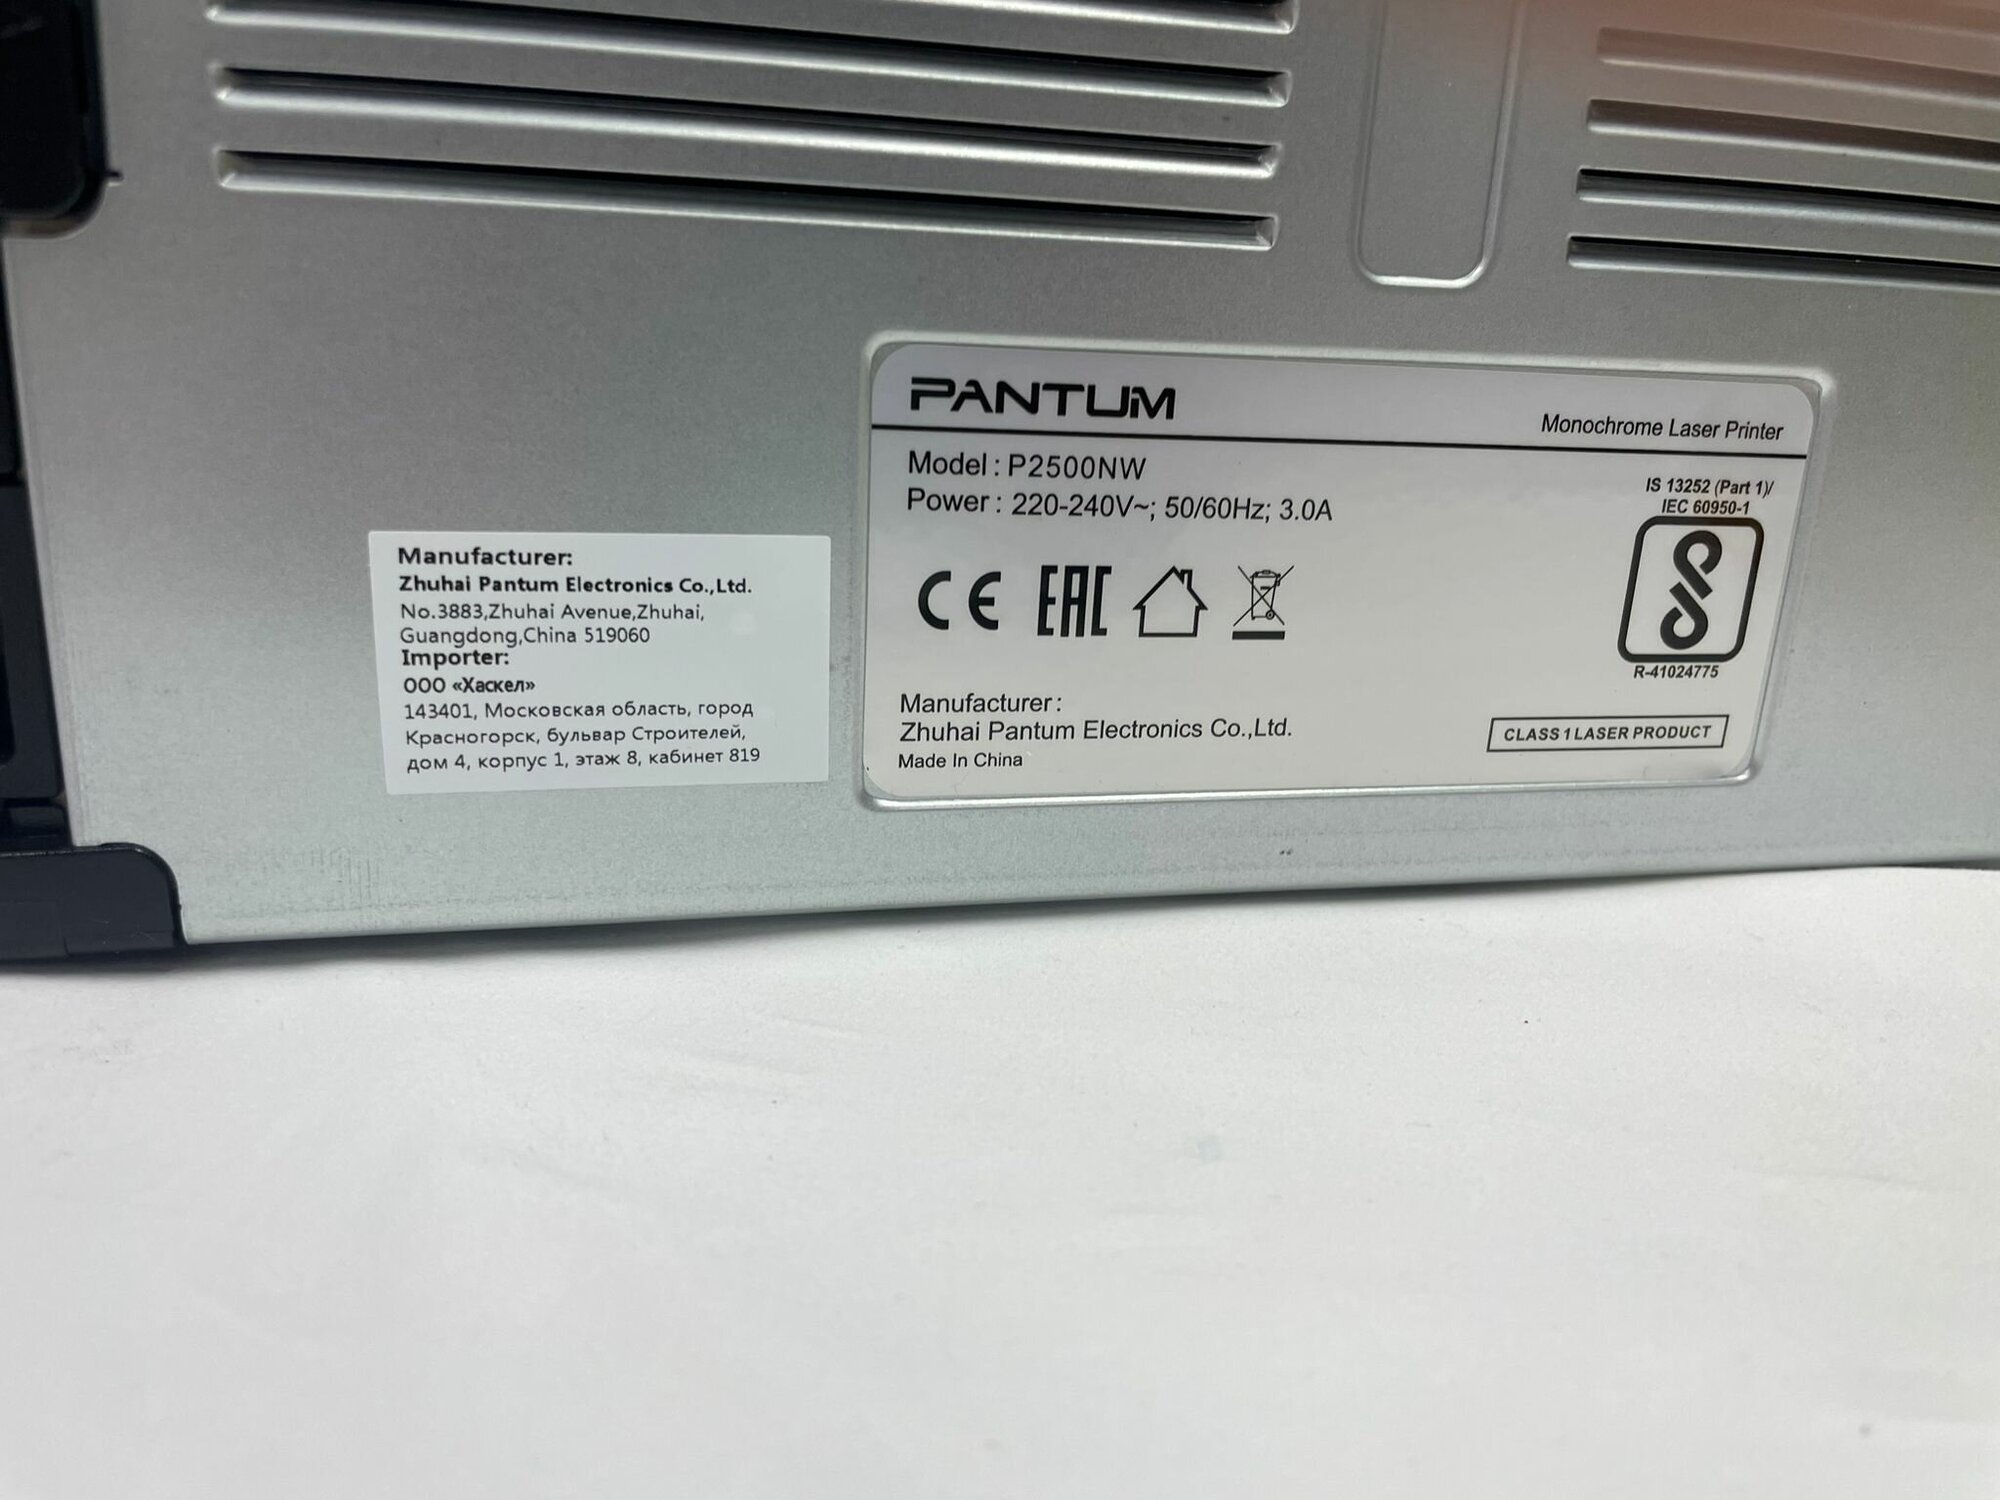 PANTUM
Monochrome Laser Printer
Model : P2500NW
Power : 220-240V~; 50/60Hz; 3.0A
IS 13252 (Part 1)/
IEC 60950-1
CE EAC
R-41024775
Manufacturer :
Zhuhai Pantum Electronics Co.,Ltd.
Made In China
CLASS 1 LASER PRODUCT
Manufacturer:
Zhuhai Pantum Electronics Co.,Ltd.
No.3883,Zhuhai Avenue,Zhuhai,
Guangdong,China 519060
Importer:
ООО «Хаскел»
143401, Московская область, город
Красногорск, бульвар Строителей,
дом 4, корпус 1, этаж 8, кабинет 819